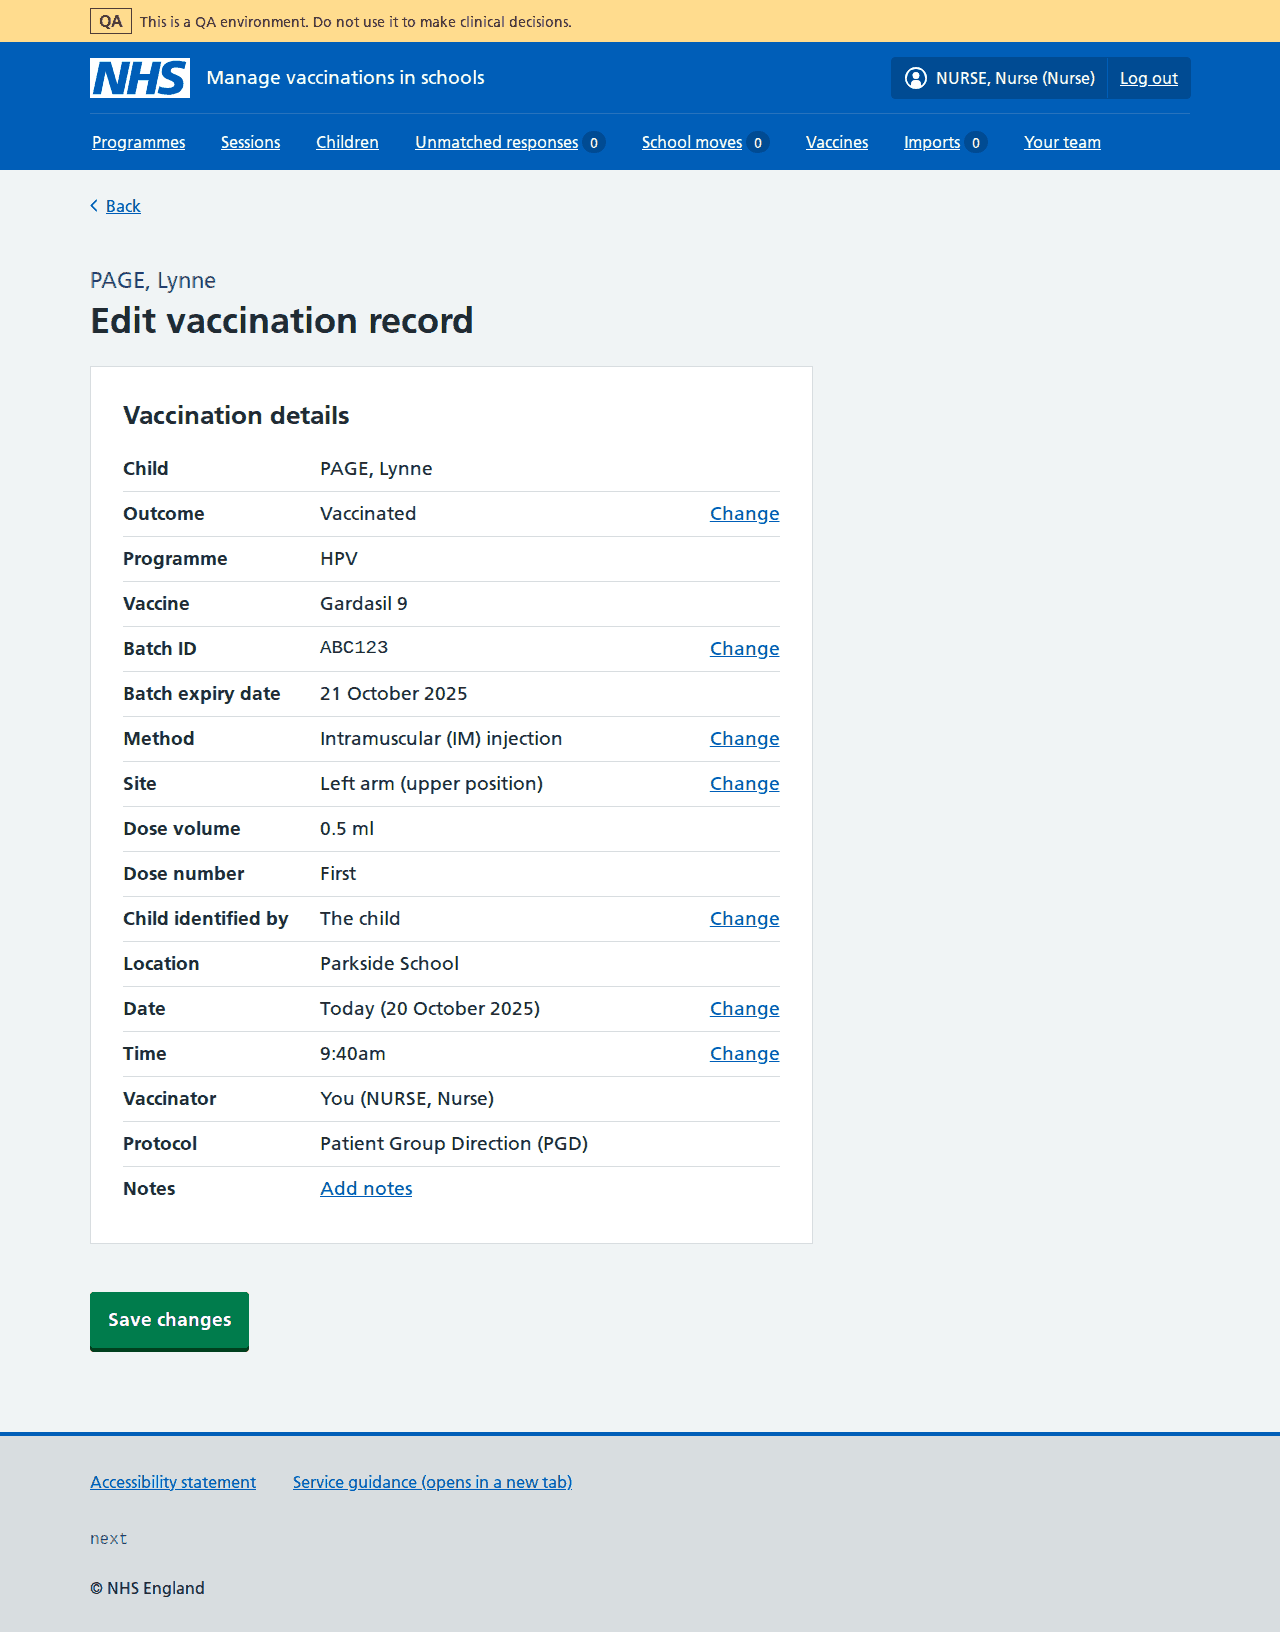 QA This is a QA environment. Do not use it to make clinical decisions.
NHS Manage vaccinations in schools NURSE, Nurse (Nurse) Log out
Programmes Sessions Children Unmatched responses 0 School moves 0 Vaccines Imports 0 Your team
Back
PAGE, Lynne
Edit vaccination record
Vaccination details
Child PAGE, Lynne
Outcome Vaccinated Change
Programme HPV
Vaccine Gardasil 9
Batch ID ABC123 Change
Batch expiry date 21 October 2025
Method Intramuscular (IM) injection Change
Site Left arm (upper position) Change
Dose volume 0.5 ml
Dose number First
Child identified by The child Change
Location Parkside School
Date Today (20 October 2025) Change
Time 9:40am Change
Vaccinator You (NURSE, Nurse)
Protocol Patient Group Direction (PGD)
Notes Add notes
Save changes
Accessibility statement Service guidance (opens in a new tab)
next
© NHS England